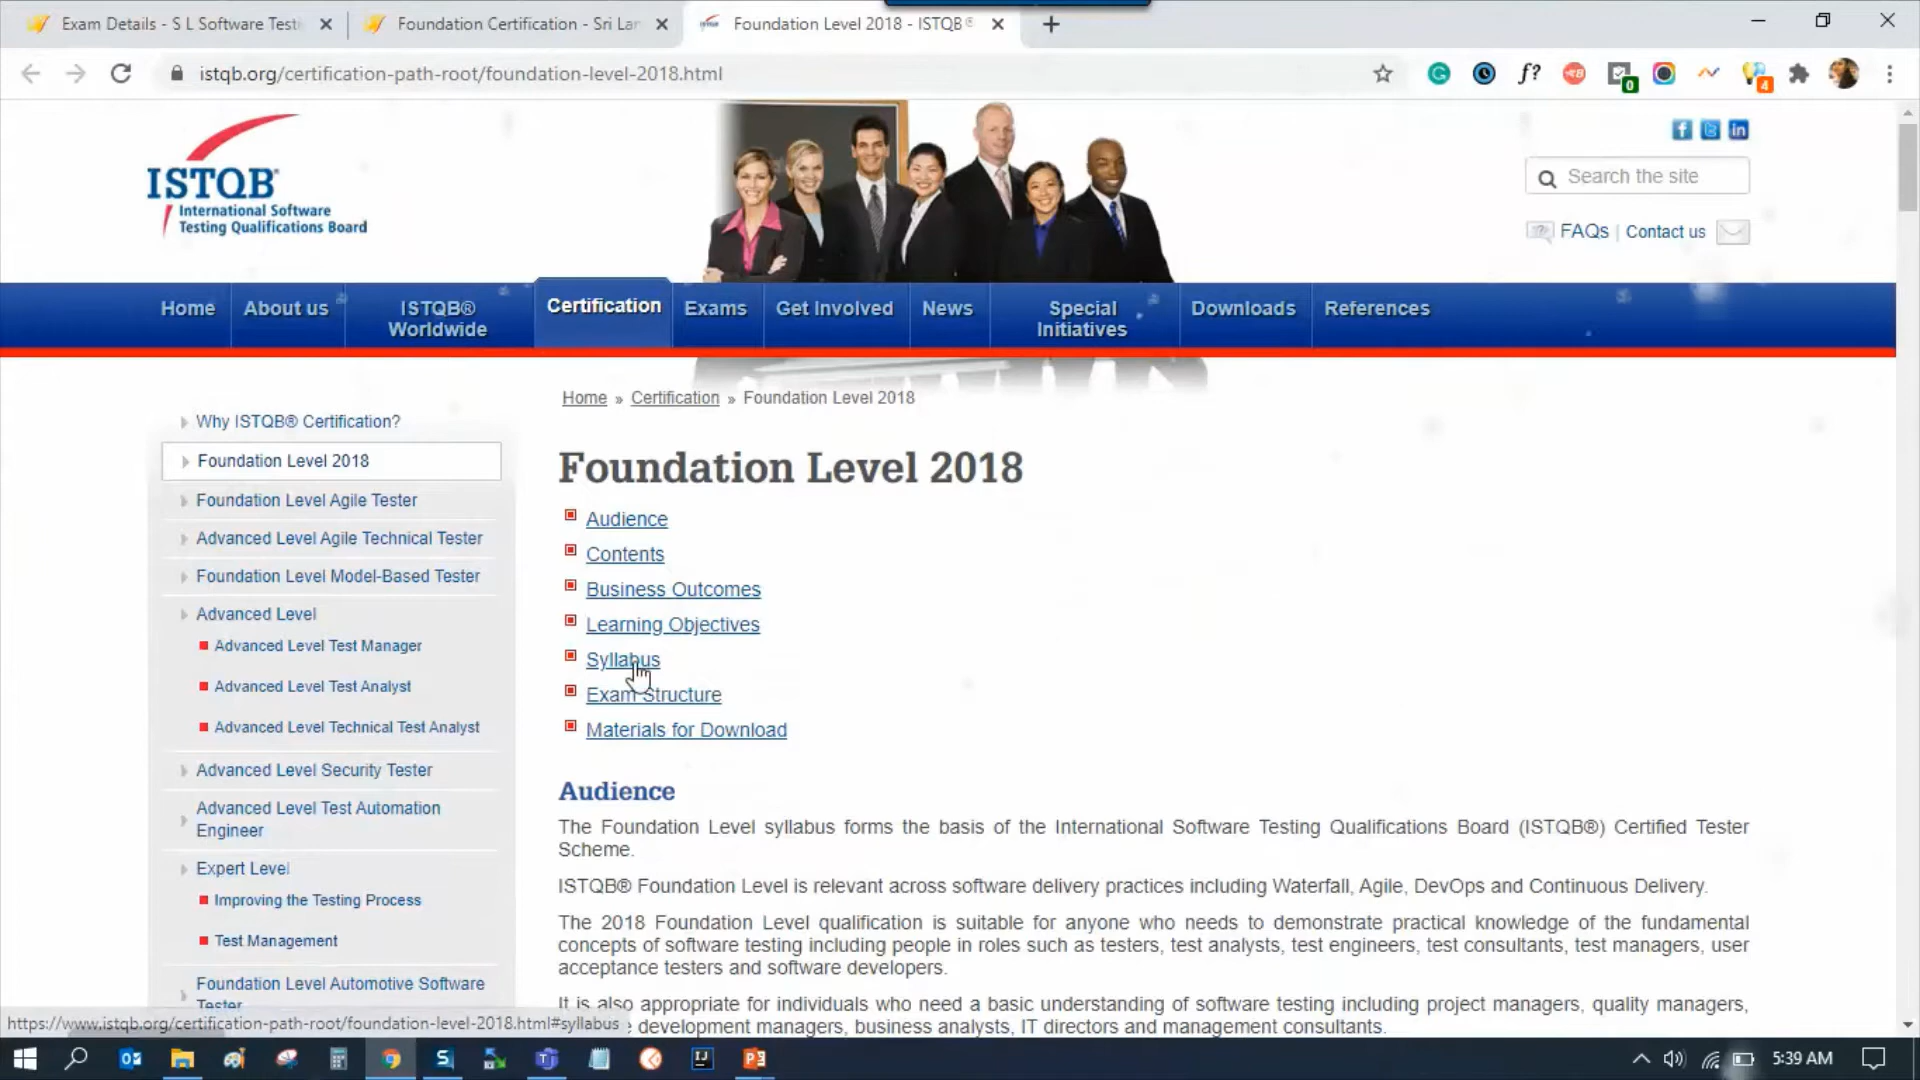 Exam Details - S L Software Testi
Foundation Certification - Sri Lan
Foundation Level 2018 - ISTQB®
istqb.org/certification-path-root/foundation-level-2018.html
f?
0
4
ISTQB®
International Software
Testing Qualifications Board
Search the site
FAQs | Contact us
Home
About us
ISTQB®
Worldwide
Certification
Exams
Get Involved
News
Special
Initiatives
Downloads
References
Home » Certification » Foundation Level 2018
Why ISTQB® Certification?
Foundation Level 2018
Foundation Level Agile Tester
Advanced Level Agile Technical Tester
Foundation Level Model-Based Tester
Advanced Level
Advanced Level Test Manager
Advanced Level Test Analyst
Advanced Level Technical Test Analyst
Advanced Level Security Tester
Advanced Level Test Automation
Engineer
Expert Level
Improving the Testing Process
Test Management
Foundation Level Automotive Software
Tester
Foundation Level 2018
Audience
Contents
Business Outcomes
Learning Objectives
Syllabus
Exam Structure
Materials for Download
Audience
The Foundation Level syllabus forms the basis of the International Software Testing Qualifications Board (ISTQB®) Certified Tester
Scheme.
ISTQB® Foundation Level is relevant across software delivery practices including Waterfall, Agile, DevOps and Continuous Delivery.
The 2018 Foundation Level qualification is suitable for anyone who needs to demonstrate practical knowledge of the fundamental
concepts of software testing including people in roles such as testers, test analysts, test engineers, test consultants, test managers, user
acceptance testers and software developers.
It is also appropriate for individuals who need a basic understanding of software testing including project managers, quality managers,
development managers, business analysts, IT directors and management consultants.
https://www.istqb.org/certification-path-root/foundation-level-2018.html#syllabus
5:39 AM